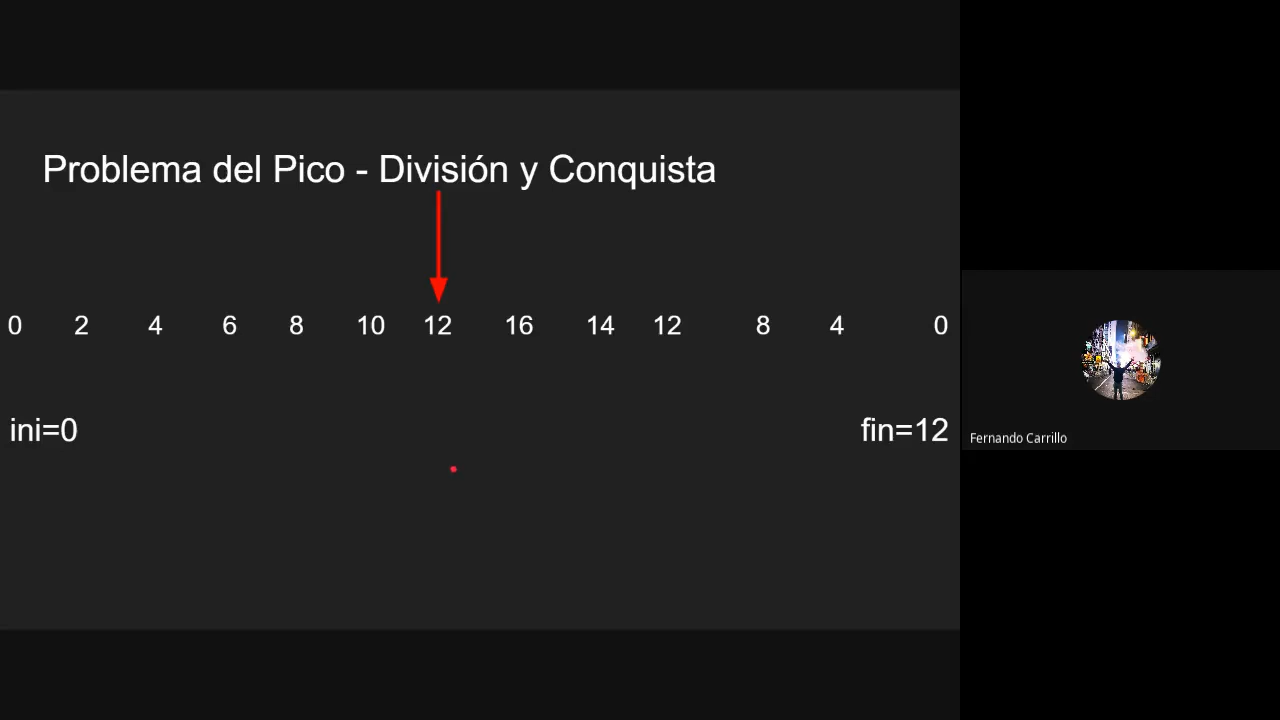 Problema del Pico - División y Conquista
0 2 4 6 8 10 12 16 14 12 8 4 0
ini=0 fin=12
Fernando Carrillo